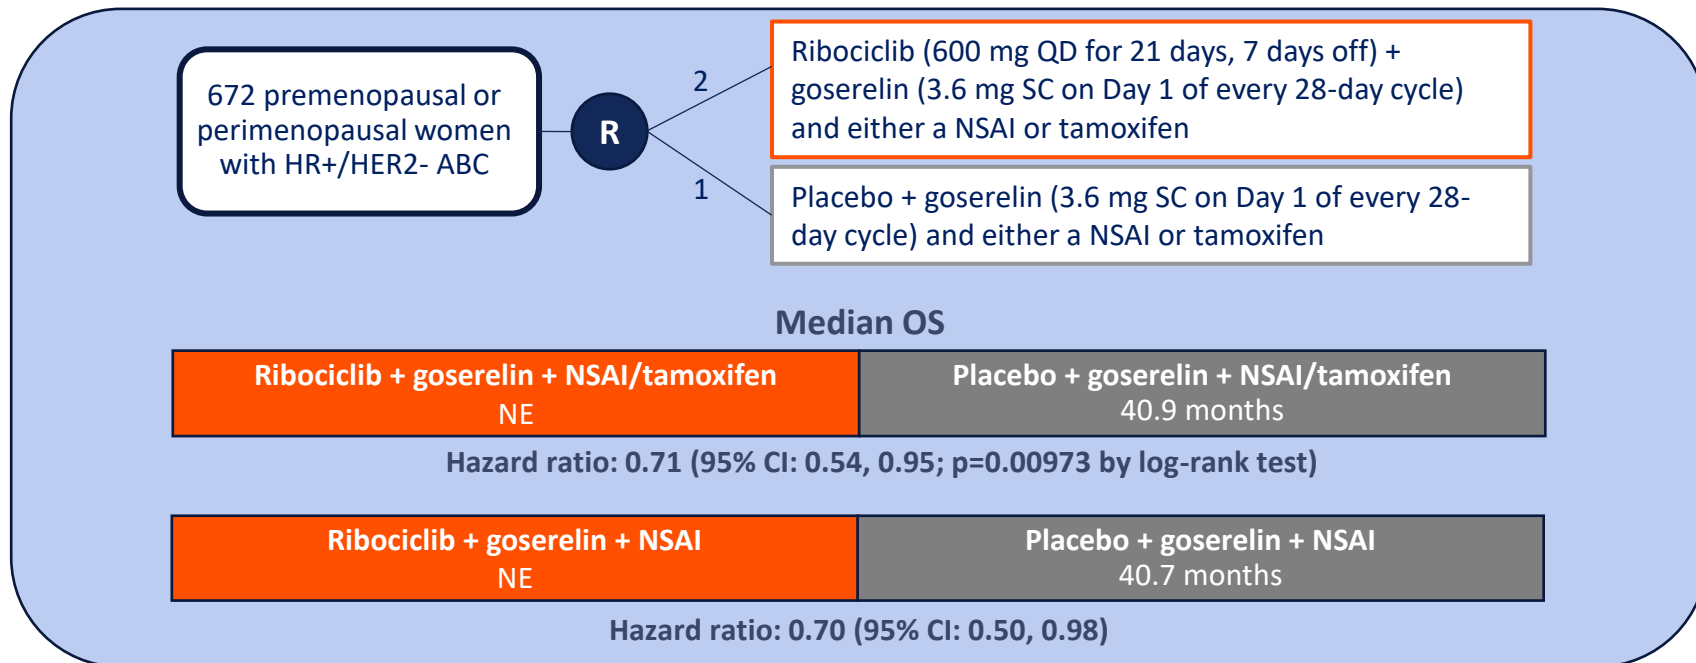 672 premenopausal or
perimenopausal women
with HR+/HER2- ABC
R
2
1
Ribociclib (600 mg QD for 21 days, 7 days off) +
goserelin (3.6 mg SC on Day 1 of every 28-day cycle)
and either a NSAI or tamoxifen
Placebo + goserelin (3.6 mg SC on Day 1 of every 28-
day cycle) and either a NSAI or tamoxifen
Median OS
Ribociclib + goserelin + NSAI/tamoxifen
NE
Placebo + goserelin + NSAI/tamoxifen
40.9 months
Hazard ratio: 0.71 (95% CI: 0.54, 0.95; p=0.00973 by log-rank test)
Ribociclib + goserelin + NSAI
NE
Placebo + goserelin + NSAI
40.7 months
Hazard ratio: 0.70 (95% CI: 0.50, 0.98)